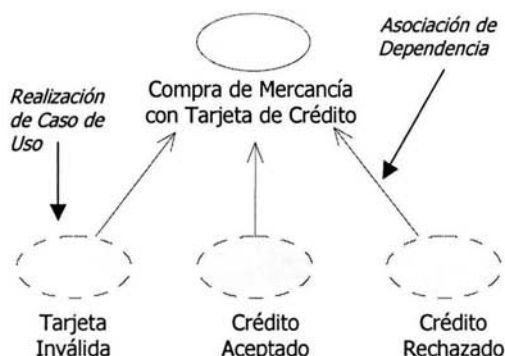 Asociación de
Dependencia
Compra de Mercancía
con Tarjeta de Crédito
Realización
de Caso de
Uso
Tarjeta
Inválida
Crédito
Aceptado
Crédito
Rechazado